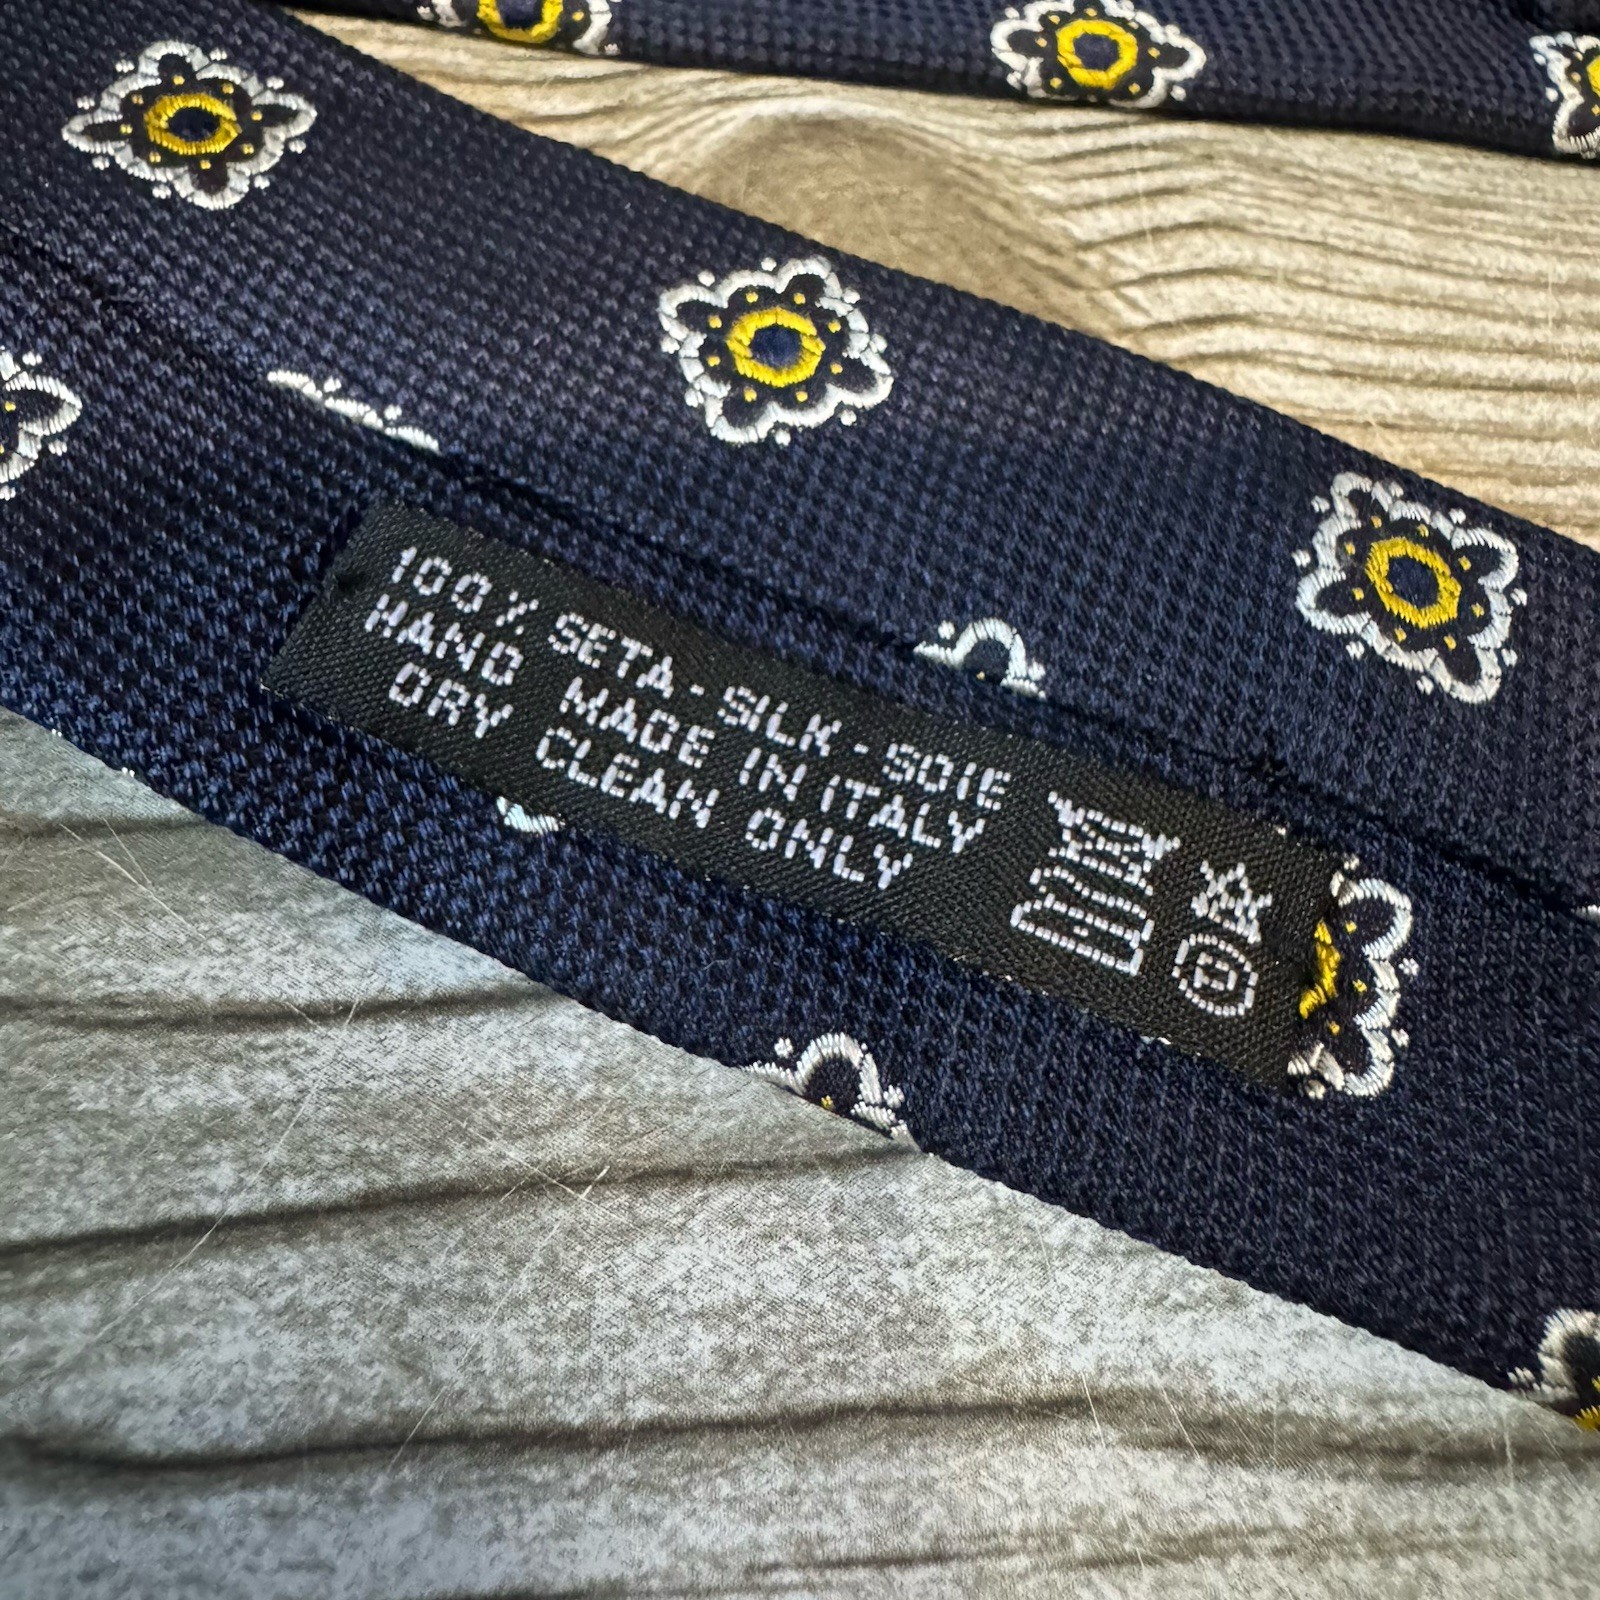 100% SETA - SILK - SOIE
HAND MADE IN ITALY
DRY CLEAN ONLY